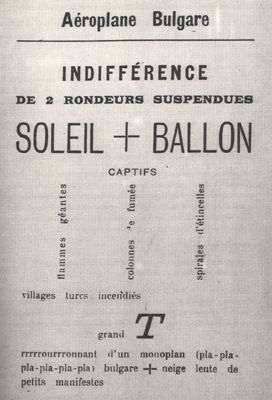 Aéroplane Bulgare
INDIFFÉRENCE
DE 2 RONDEURS SUSPENDUES
SOLEIL + BALLON
CAPTIFS
flammes géantes
colonnes de fumée
spirales d'étincelles
villages turcs incendiés
grand T
rrrrronrrronnant d'un monoplan (pla-pla-
pla-pla-pla-pla) bulgare + neige lente de
petits manifestes